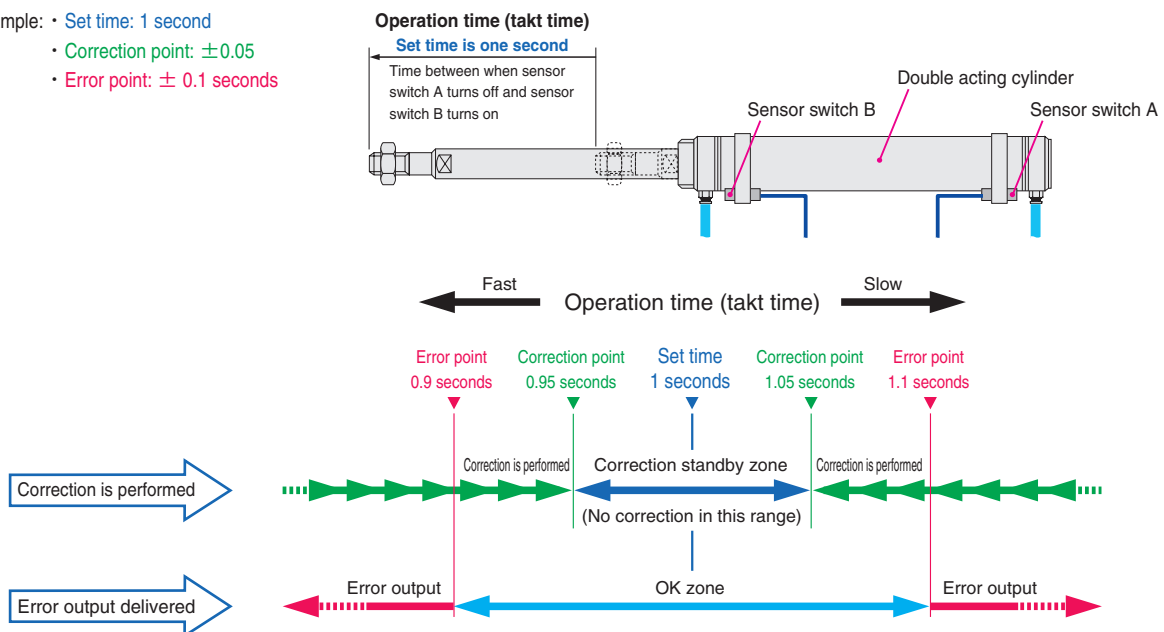 mple: • Set time: 1 second
• Correction point: ±0.05
• Error point: ± 0.1 seconds
Operation time (takt time)
Set time is one second
Time between when sensor
switch A turns off and sensor
switch B turns on
Double acting cylinder
Sensor switch B
Sensor switch A
Fast
Operation time (takt time)
Slow
Error point
0.9 seconds
Correction point
0.95 seconds
Set time
1 seconds
Correction point
1.05 seconds
Error point
1.1 seconds
Correction is performed
Correction is performed
Correction standby zone
Correction is performed
(No correction in this range)
Error output delivered
Error output
OK zone
Error output